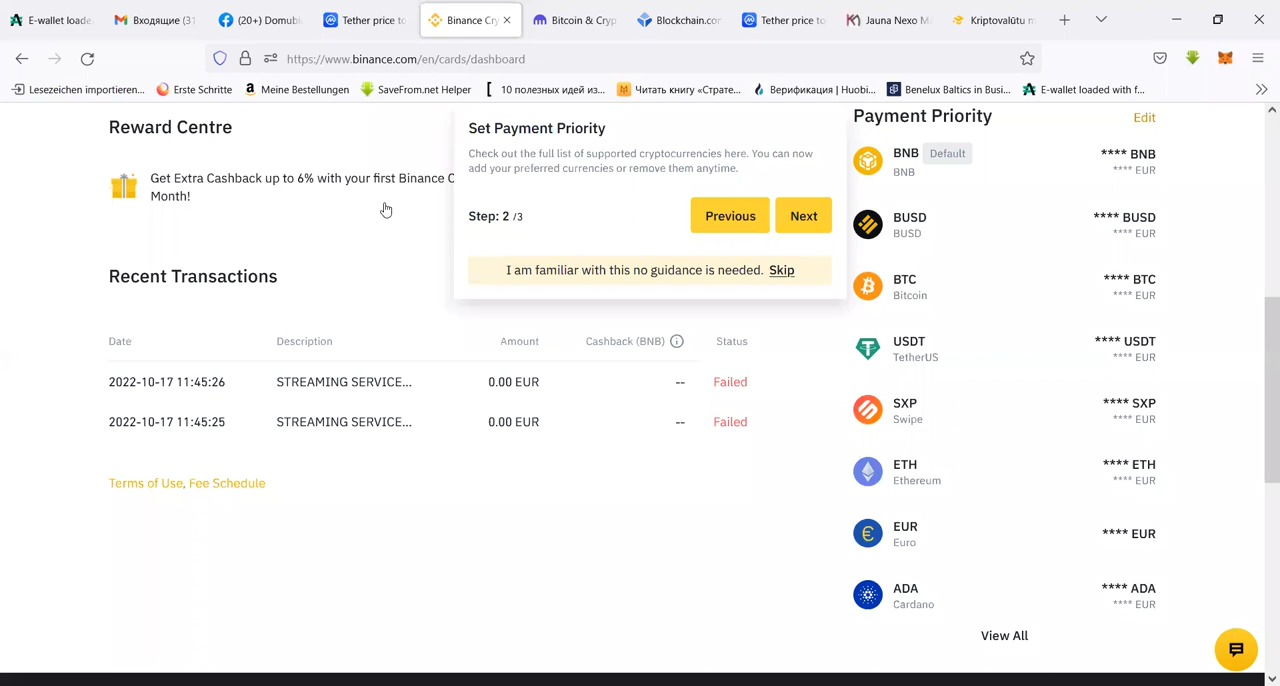 E-wallet loade
Входящие (31
(20+) Domubi
Tether price to
Binance Cry
Bitcoin & Cryp
Blockchain.con
Tether price to
Jauna Nexo M
Kriptovalūtu m
https://www.binance.com/en/cards/dashboard
Lesezeichen importieren...
Erste Schritte
Meine Bestellungen
SaveFrom.net Helper
10 полезных идей из...
Читать книгу «Страте...
Верификация | Huobi...
Benelux Baltics in Busi...
E-wallet loaded with f...
Reward Centre
Get Extra Cashback up to 6% with your first Binance C
Month!
Set Payment Priority
Check out the full list of supported cryptocurrencies here. You can now
add your preferred currencies or remove them anytime.
Step: 2 /3
Previous
Next
I am familiar with this no guidance is needed. Skip
Recent Transactions
Date Description Amount Cashback (BNB) Status
2022-10-17 11:45:26 STREAMING SERVICE... 0.00 EUR -- Failed
2022-10-17 11:45:25 STREAMING SERVICE... 0.00 EUR -- Failed
Terms of Use, Fee Schedule
Payment Priority Edit
BNB Default **** BNB
BNB **** EUR
BUSD **** BUSD
BUSD **** EUR
BTC **** BTC
Bitcoin **** EUR
USDT **** USDT
TetherUS **** EUR
SXP **** SXP
Swipe **** EUR
ETH **** ETH
Ethereum **** EUR
EUR **** EUR
Euro
ADA **** ADA
Cardano **** EUR
View All